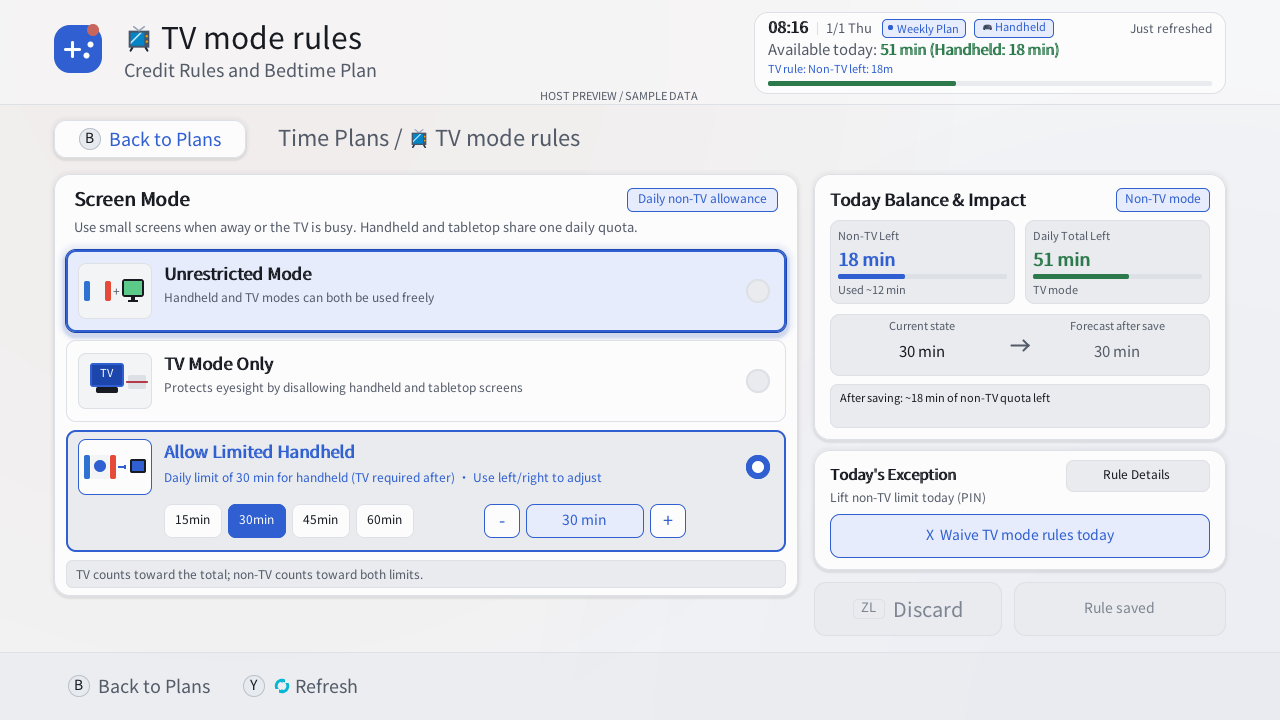 TV mode rules
Credit Rules and Bedtime Plan
08:16
1/1 Thu
Weekly Plan
Handheld
Just refreshed
Available today: 51 min (Handheld: 18 min)
TV rule: Non-TV left: 18m
HOST PREVIEW / SAMPLE DATA
B Back to Plans
Time Plans / TV mode rules
Screen Mode
Daily non-TV allowance
Use small screens when away or the TV is busy. Handheld and tabletop share one daily quota.
Unrestricted Mode
Handheld and TV modes can both be used freely
TV
TV Mode Only
Protects eyesight by disallowing handheld and tabletop screens
Allow Limited Handheld
Daily limit of 30 min for handheld (TV required after) • Use left/right to adjust
15min 30min 45min 60min - 30 min +
TV counts toward the total; non-TV counts toward both limits.
Today Balance & Impact
Non-TV mode
Non-TV Left
18 min
Used ~12 min
Daily Total Left
51 min
TV mode
Current state
30 min
→
Forecast after save
30 min
After saving: ~18 min of non-TV quota left
Today's Exception
Rule Details
Lift non-TV limit today (PIN)
X Waive TV mode rules today
ZL Discard
Rule saved
B Back to Plans Y Refresh